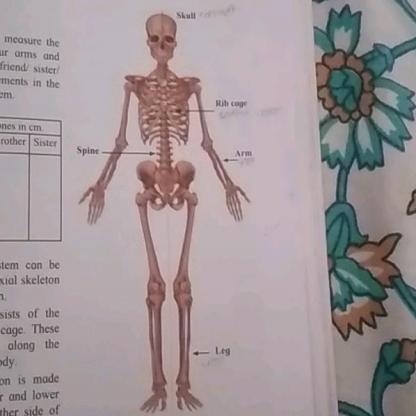 measure the
ur arms and
friend/ sister/
ments in the
em.
ones in cm.
rother Sister
Skull
Rib cage
Spine
Arm
Leg
stem can be
xial skeleton
n.
sists of the
cage. These
along the
ody.
on is made
r and lower
ther side of